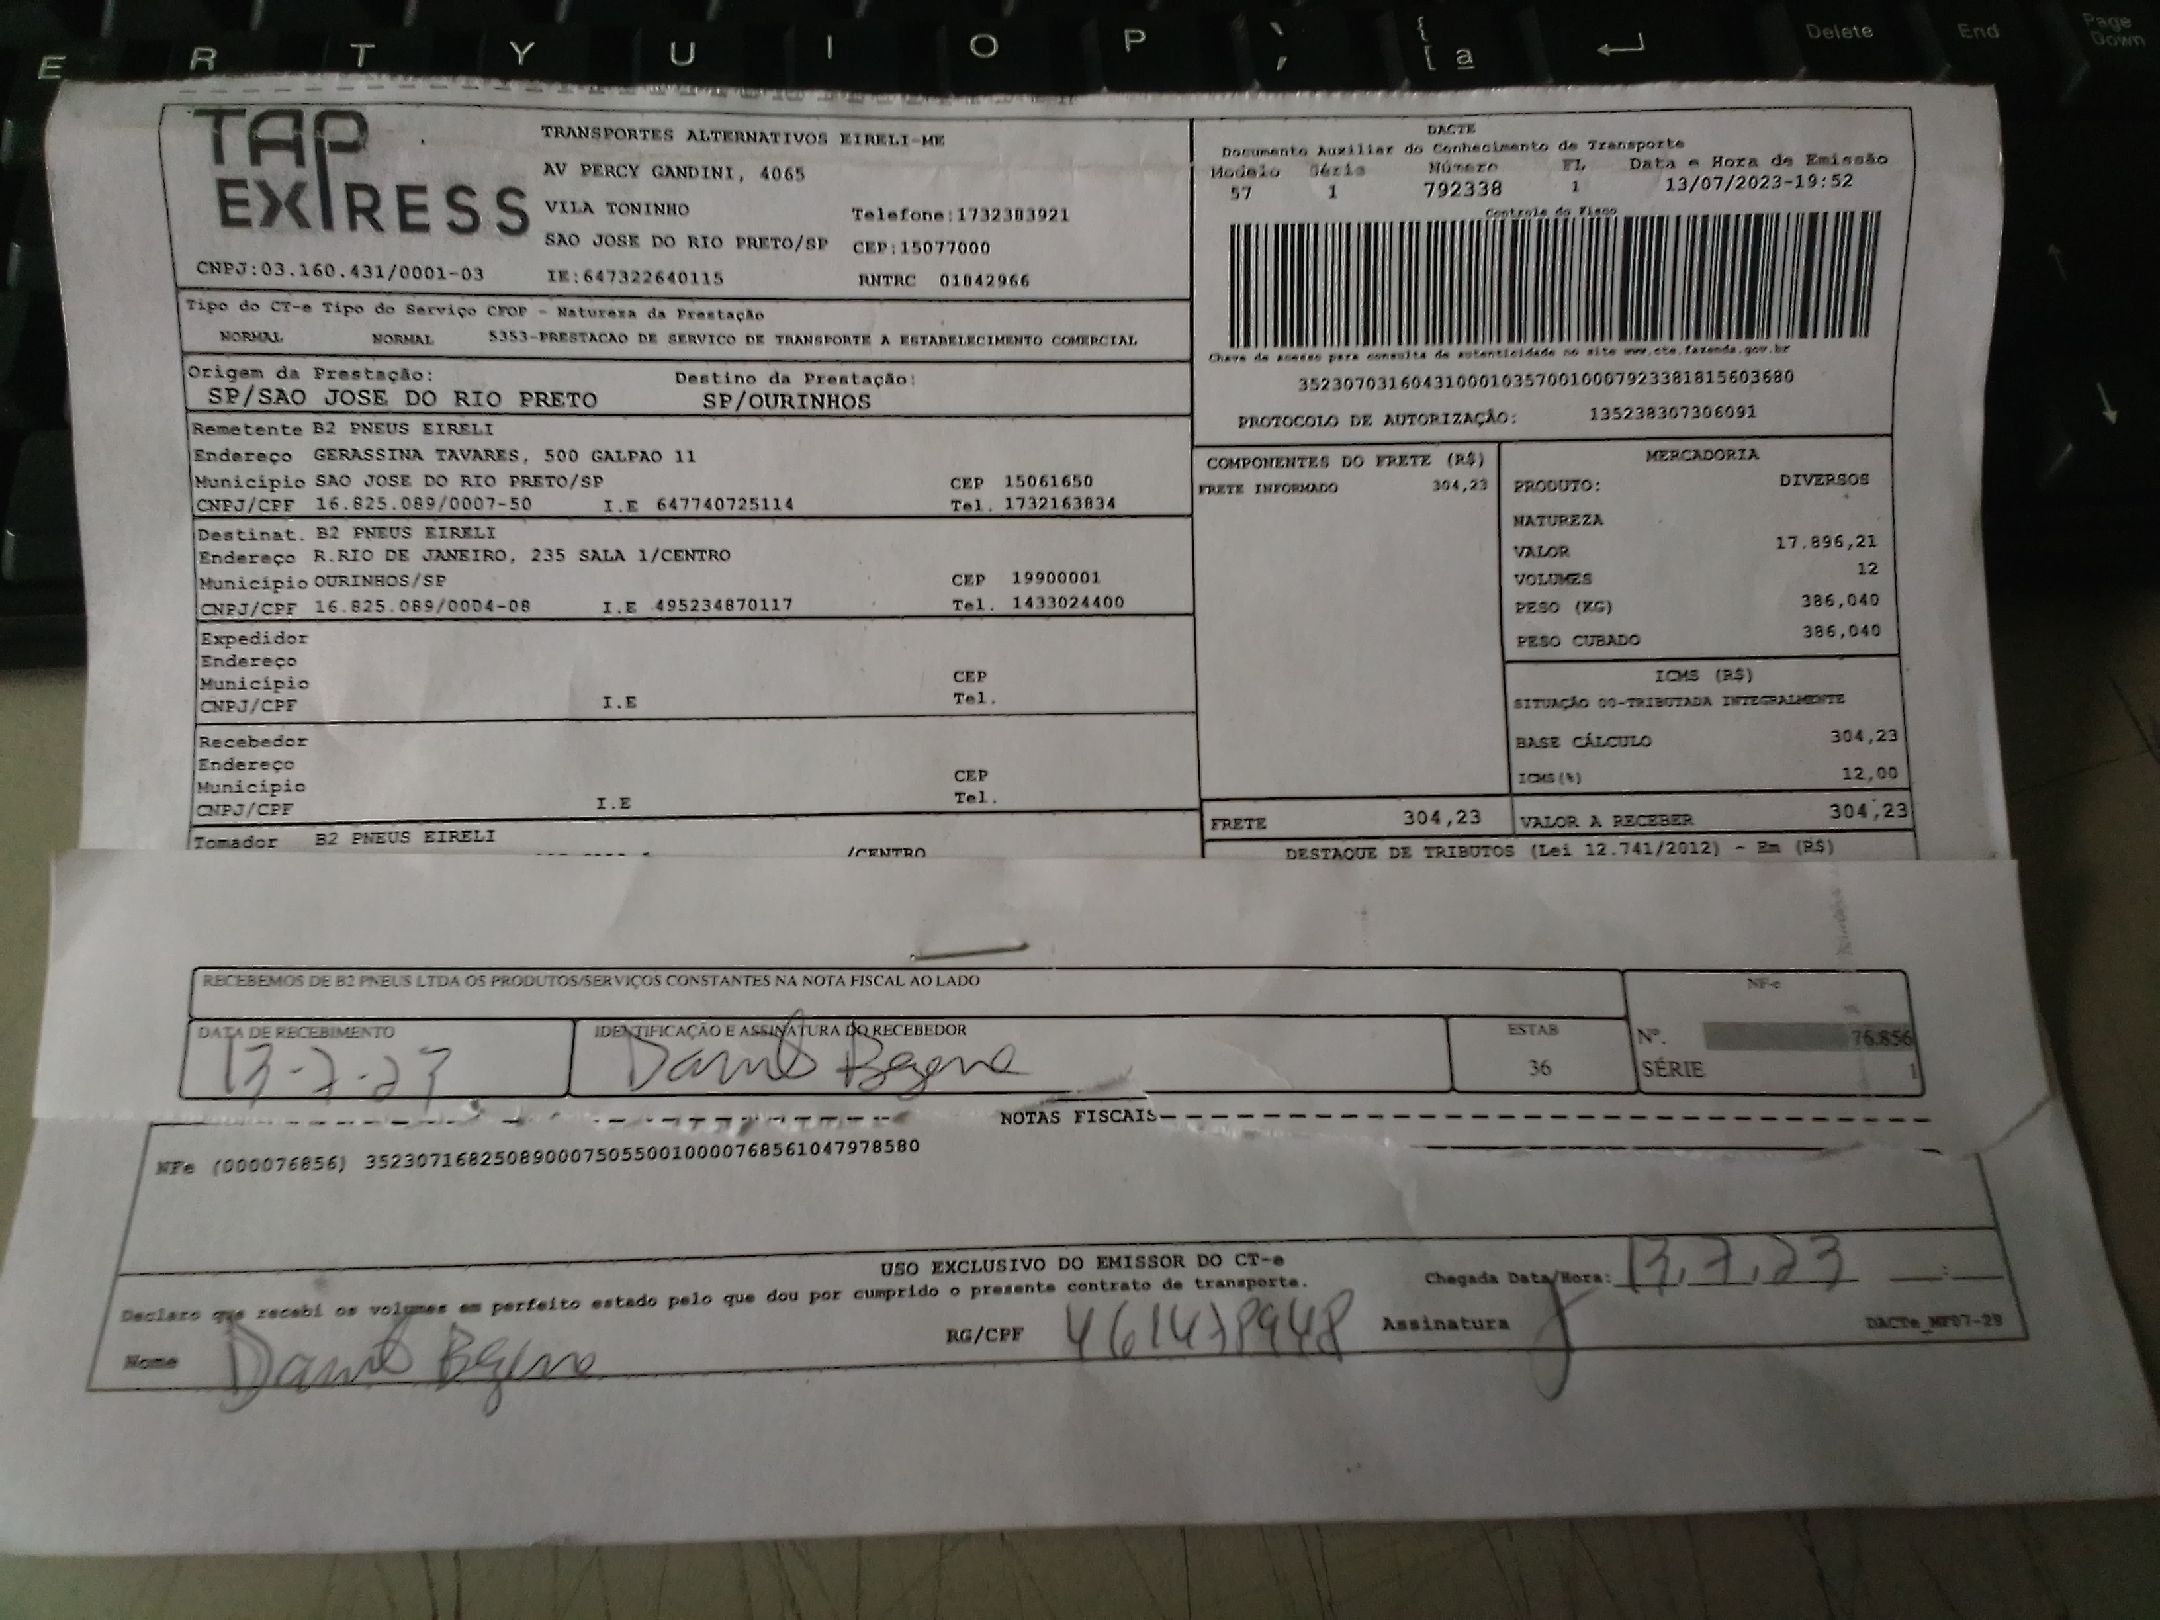 E R T Y U I O P ` ´ { [ ª Delete End Page Down
TAP EXPRESS
TRANSPORTES ALTERNATIVOS EIRELI-ME
AV PERCY GANDINI, 4065
VILA TONINHO Telefone:1732383921
SAO JOSE DO RIO PRETO/SP CEP:15077000
CNPJ:03.160.431/0001-03 IE:647322640115 RNTRC 01042966
DACTE
Documento Auxiliar do Conhecimento de Transporte
Modelo Série Número FL Data e Hora de Emissão
57 1 792338 1 13/07/2023-19:52
Controle do Fisco
Chave de acesso para consulta de autenticidade no site www.cte.fazenda.gov.br
35230703160431000103570010007923381815603680
PROTOCOLO DE AUTORIZAÇÃO: 135238307306091
Tipo do CT-e Tipo do Serviço CFOP - Natureza da Prestação
NORMAL NORMAL 5353-PRESTACAO DE SERVICO DE TRANSPORTE A ESTABELECIMENTO COMERCIAL
Origem da Prestação: Destino da Prestação:
SP/SAO JOSE DO RIO PRETO SP/OURINHOS
Remetente B2 PNEUS EIRELI
Endereço GERASSINA TAVARES, 500 GALPAO 11
Município SAO JOSE DO RIO PRETO/SP CEP 15061650
CNPJ/CPF 16.825.089/0007-50 I.E 647740725114 Tel. 1732163834
Destinat. B2 PNEUS EIRELI
Endereço R.RIO DE JANEIRO, 235 SALA 1/CENTRO
Município OURINHOS/SP CEP 19900001
CNPJ/CPF 16.825.089/0004-08 I.E 495234870117 Tel. 1433024400
Expedidor
Endereço
Município CEP
CNPJ/CPF I.E Tel.
Recebedor
Endereço
Município CEP
CNPJ/CPF I.E Tel.
Tomador B2 PNEUS EIRELI
/CENTRO
COMPONENTES DO FRETE (R$)
FRETE INFORMADO 304,23
FRETE 304,23
MERCADORIA
PRODUTO: DIVERSOS
NATUREZA
VALOR 17.896,21
VOLUMES 12
PESO (KG) 386,040
PESO CUBADO 386,040
ICMS (R$)
SITUAÇÃO 00-TRIBUTADA INTEGRALMENTE
BASE CÁLCULO 304,23
ICMS(%) 12,00
VALOR A RECEBER 304,23
DESTAQUE DE TRIBUTOS (Lei 12.741/2012) - Em (R$)
RECEBEMOS DE B2 PNEUS LTDA OS PRODUTOS/SERVIÇOS CONSTANTES NA NOTA FISCAL AO LADO
NF-e
DATA DE RECEBIMENTO IDENTIFICAÇÃO E ASSINATURA DO RECEBEDOR ESTAB Nº. 76.856
13-7-23 36 SÉRIE 1
NOTAS FISCAIS
NFe (000076856) 35230716825089000750550010000768561047978580
USO EXCLUSIVO DO EMISSOR DO CT-e
Declaro que recebi os volumes em perfeito estado pelo que dou por cumprido o presente contrato de transporte. Chegada Data/Hora: 13,7,23 :
Nome RG/CPF 461478948 Assinatura DACTe_MF07-29